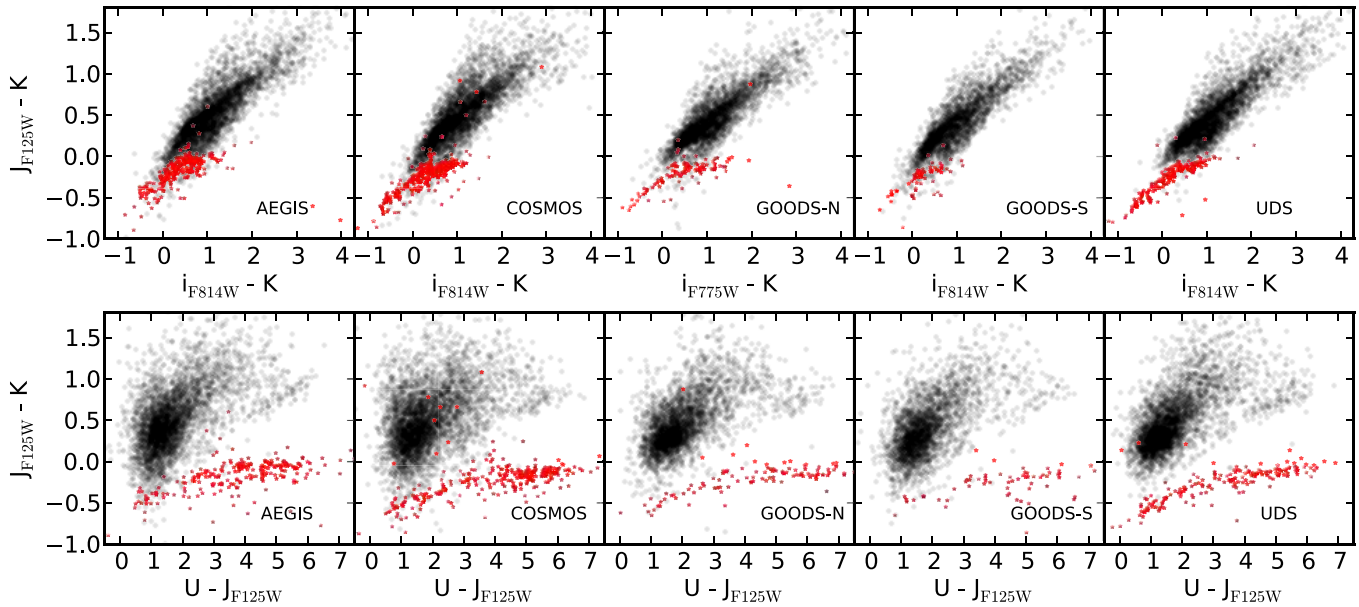 1.5
1.0
0.5
0.0
−0.5
−1.0
J_F125W - K
AEGIS
COSMOS
GOODS-N
GOODS-S
UDS
−1 0 1 2 3 4
−1 0 1 2 3 4
−1 0 1 2 3 4
−1 0 1 2 3 4
−1 0 1 2 3 4
i_F814W - K
i_F814W - K
i_F775W - K
i_F814W - K
i_F814W - K
1.5
1.0
0.5
0.0
−0.5
−1.0
J_F125W - K
AEGIS
COSMOS
GOODS-N
GOODS-S
UDS
0 1 2 3 4 5 6 7
0 1 2 3 4 5 6 7
0 1 2 3 4 5 6 7
0 1 2 3 4 5 6 7
0 1 2 3 4 5 6 7
U - J_F125W
U - J_F125W
U - J_F125W
U - J_F125W
U - J_F125W